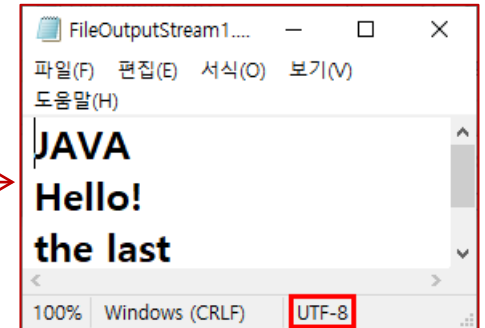 FileOutputStream1....
파일(F) 편집(E) 서식(O) 보기(V)
도움말(H)
JAVA
Hello!
the last
100% Windows (CRLF) UTF-8